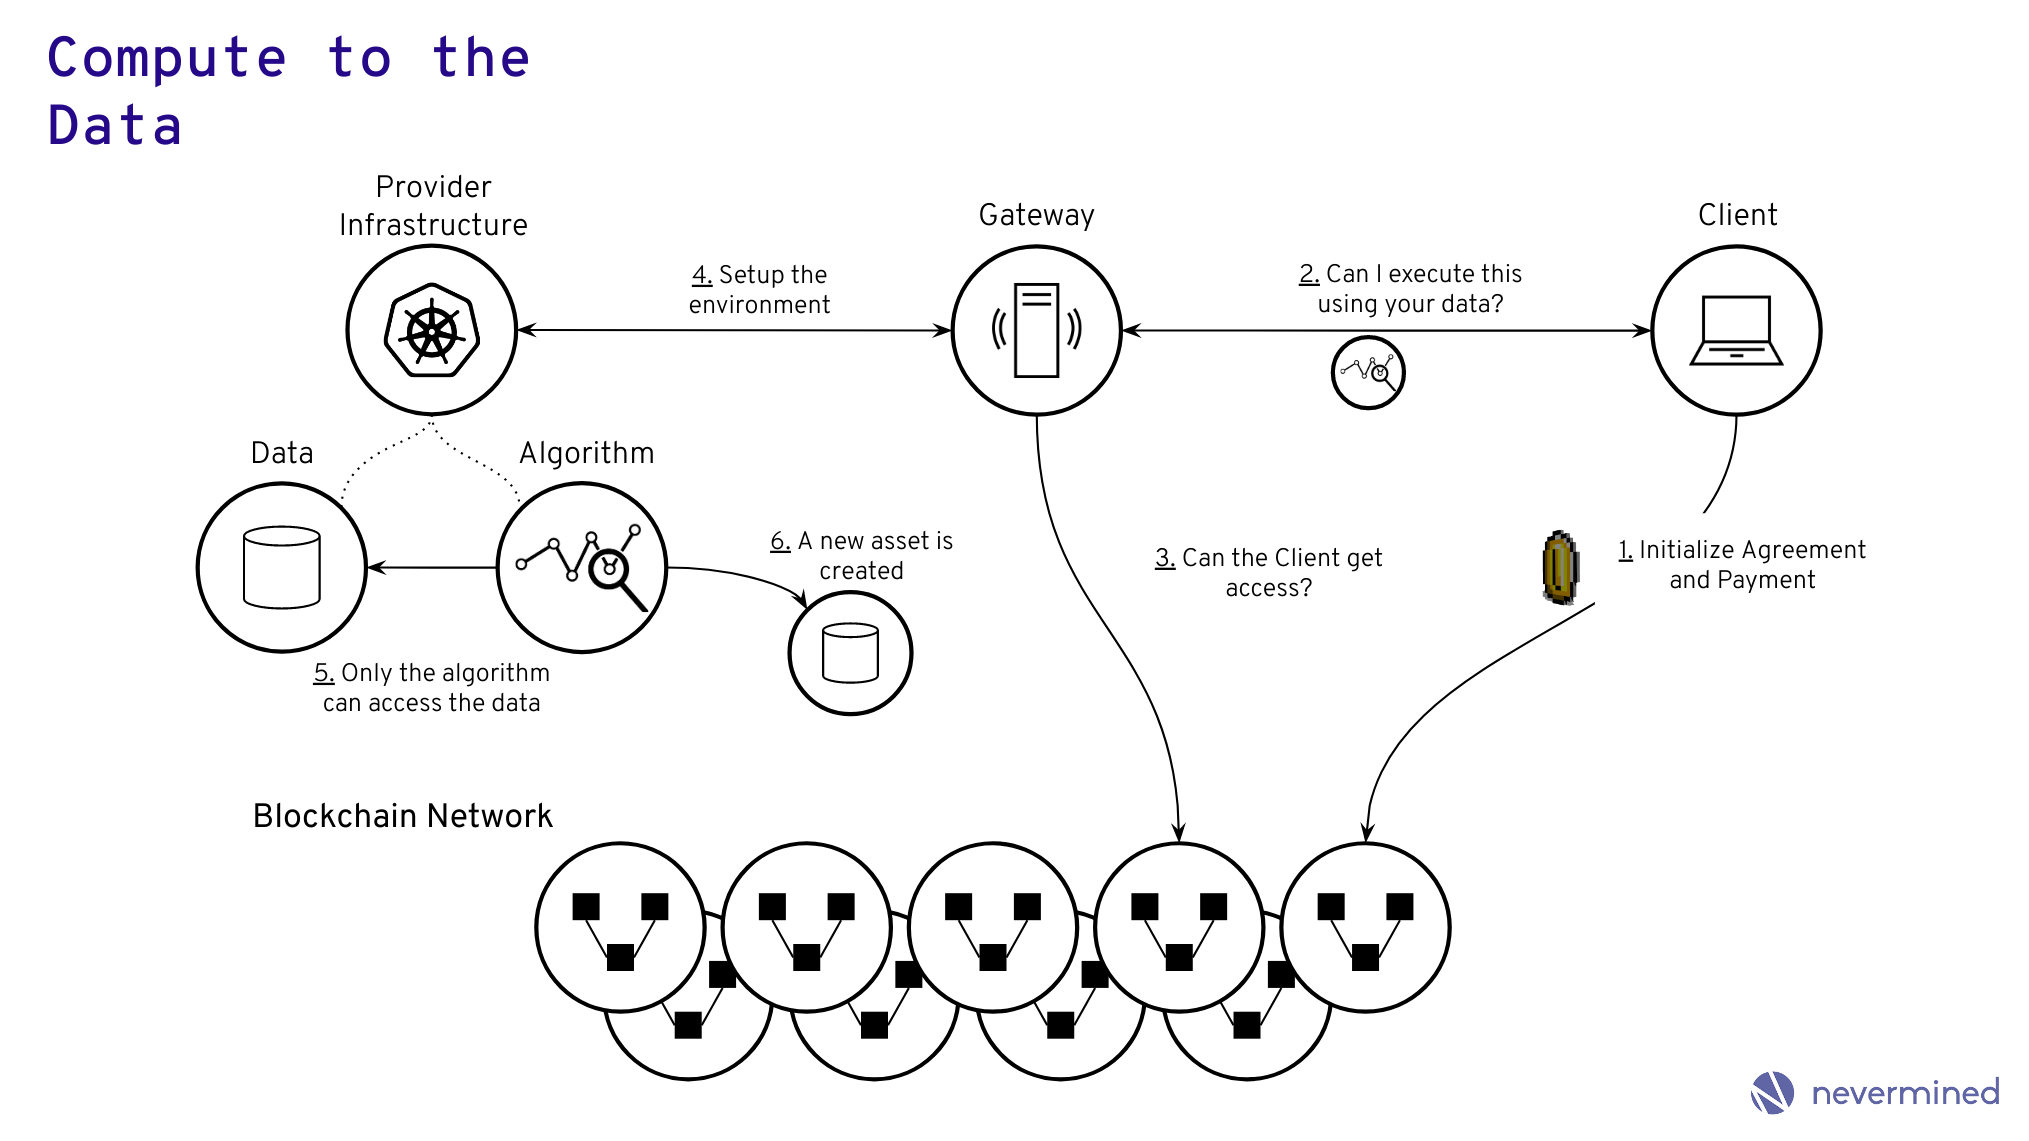 Compute to the
Data
Provider
Infrastructure
Gateway
Client
4. Setup the
environment
2. Can I execute this
using your data?
Data
Algorithm
6. A new asset is
created
3. Can the Client get
access?
1. Initialize Agreement
and Payment
5. Only the algorithm
can access the data
Blockchain Network
nevermined